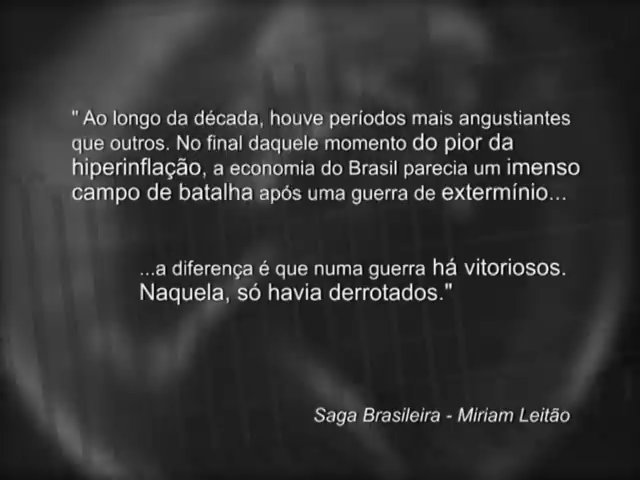 " Ao longo da década, houve períodos mais angustiantes
que outros. No final daquele momento do pior da
hiperinflação, a economia do Brasil parecia um imenso
campo de batalha após uma guerra de extermínio...
...a diferença é que numa guerra há vitoriosos.
Naquela, só havia derrotados."
Saga Brasileira - Miriam Leitão